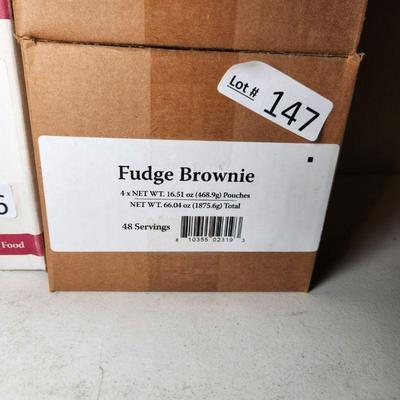 Lot # 147
Fudge Brownie
4 x NET WT. 16.51 oz (468.9g) Pouches
NET WT. 66.04 oz (1875.6g) Total
48 Servings
8 10355 02319 3
6
Food